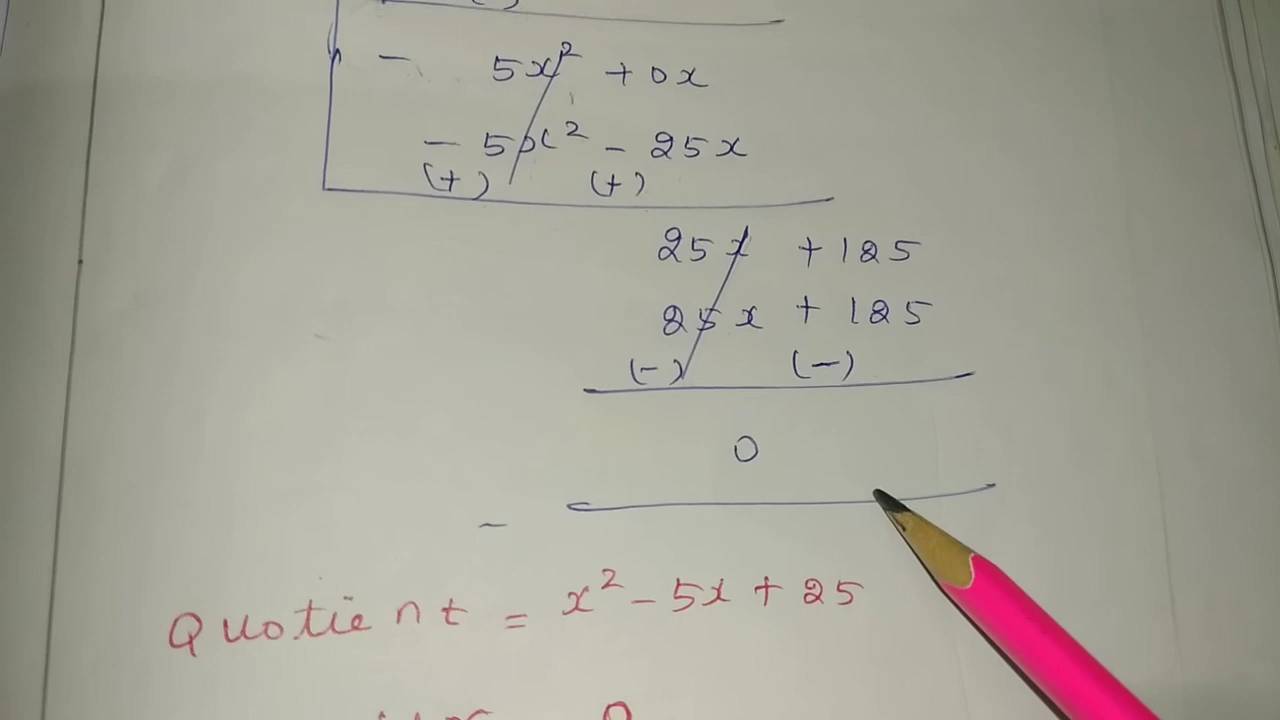 - 5x² + 0x
- 5x² - 25x
(+) (+)
25x + 125
25x + 125
(-) (-)
0
-
Quotient = x² - 5x + 25